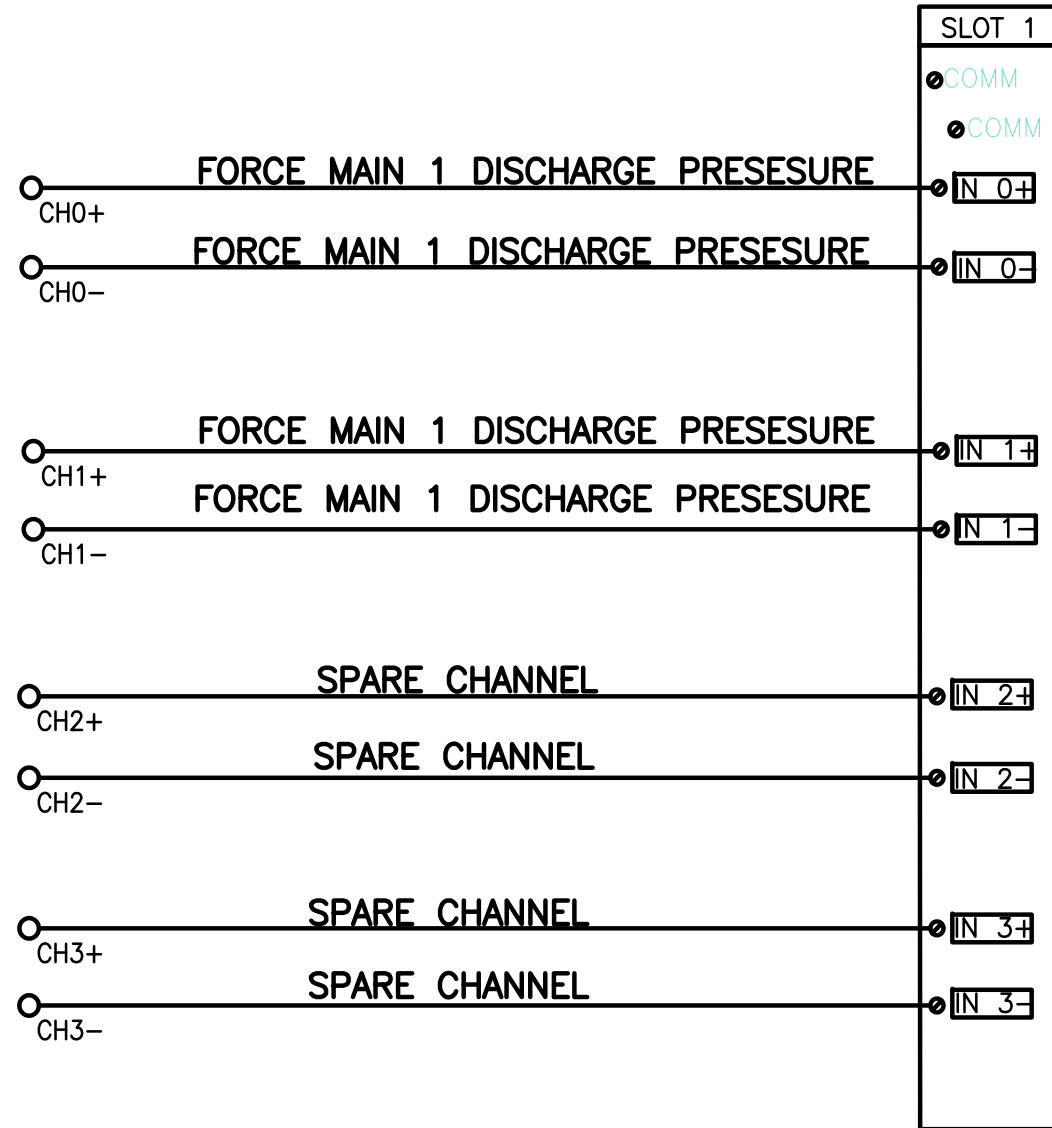 SLOT 1
COMM
COMM
FORCE MAIN 1 DISCHARGE PRESESURE
CH0+
IN 0+
FORCE MAIN 1 DISCHARGE PRESESURE
CH0-
IN 0-
FORCE MAIN 1 DISCHARGE PRESESURE
CH1+
IN 1+
FORCE MAIN 1 DISCHARGE PRESESURE
CH1-
IN 1-
SPARE CHANNEL
CH2+
IN 2+
SPARE CHANNEL
CH2-
IN 2-
SPARE CHANNEL
CH3+
IN 3+
SPARE CHANNEL
CH3-
IN 3-